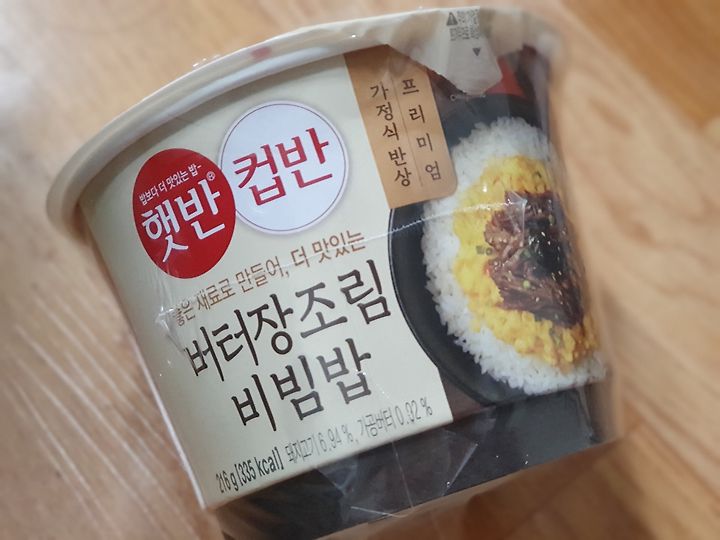 프리미엄
가정식 반상
밥보다 더 맛있는 밥~
햇반®
컵반
좋은 재료로 만들어, 더 맛있는
버터장조림
비빔밥
216 g [335 kcal] 돼지고기 6.94 %, 가공버터 0.02 %